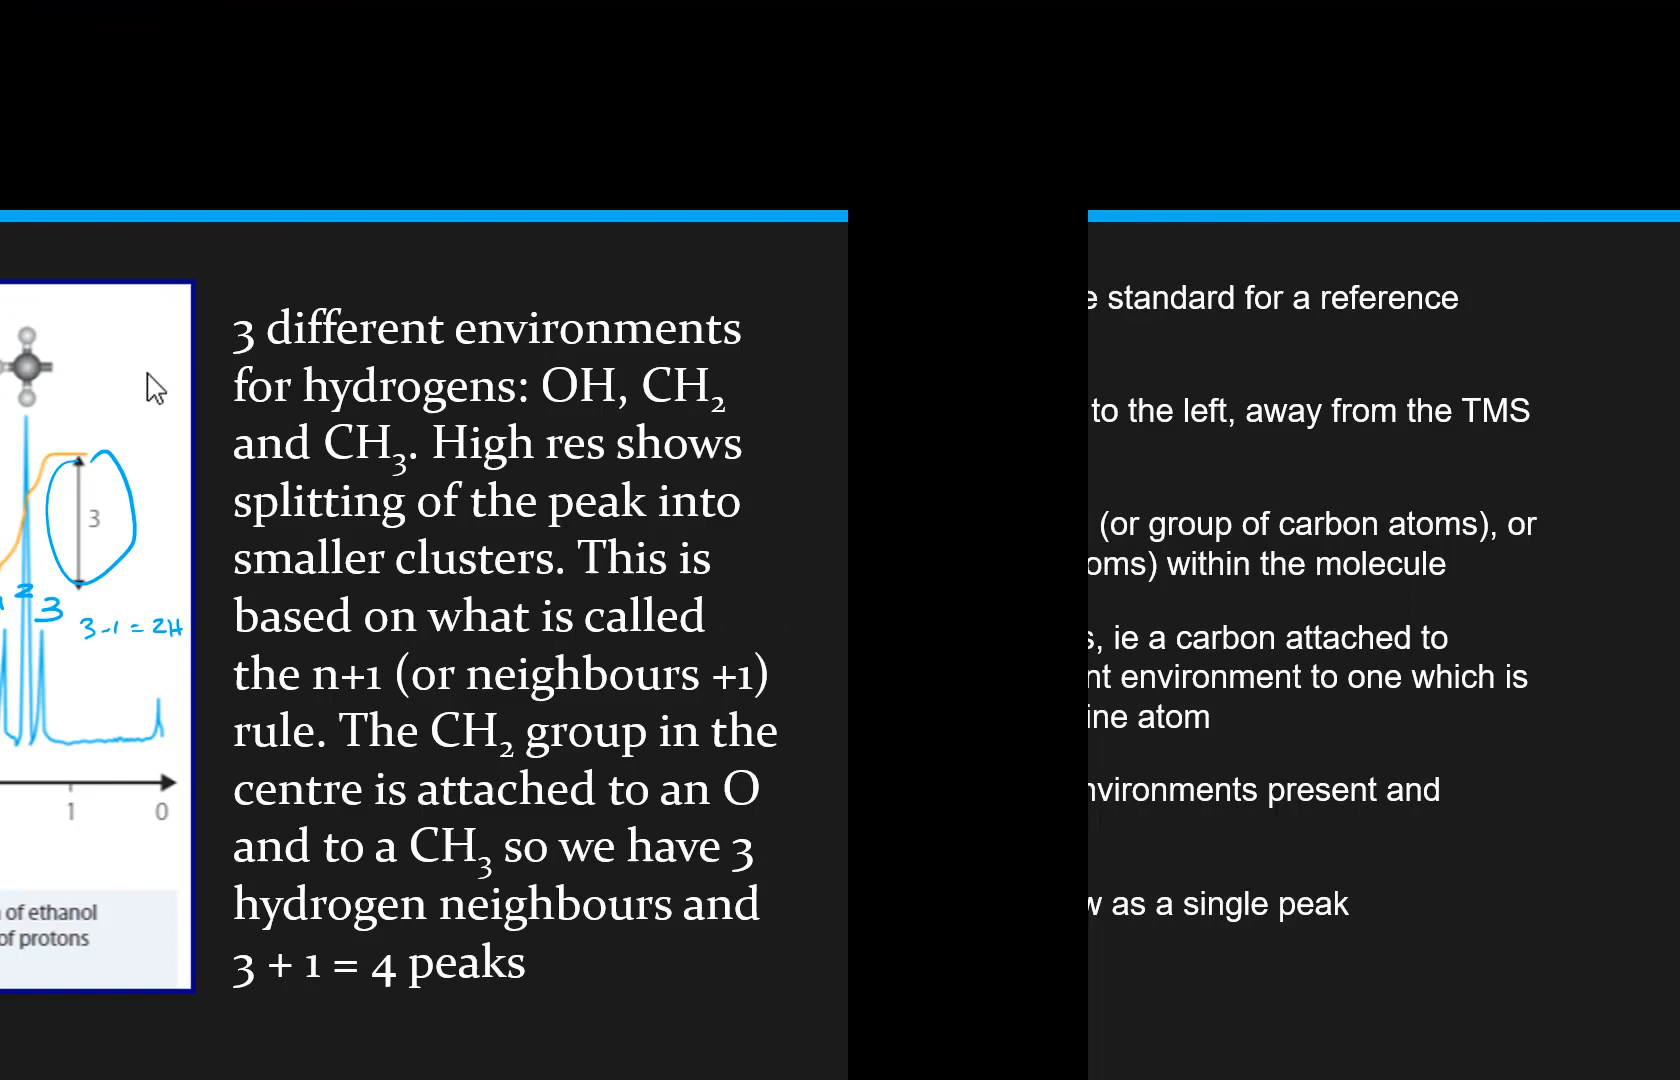 3 different environments
for hydrogens: OH, CH₂
and CH₃. High res shows
splitting of the peak into
smaller clusters. This is
based on what is called
the n+1 (or neighbours +1)
rule. The CH₂ group in the
centre is attached to an O
and to a CH₃ so we have 3
hydrogen neighbours and
3 + 1 = 4 peaks
3
2
3
3-1 = 2H
1 0
of ethanol
of protons
standard for a reference
to the left, away from the TMS
(or group of carbon atoms), or
oms) within the molecule
, ie a carbon attached to
nt environment to one which is
ine atom
nvironments present and
as a single peak